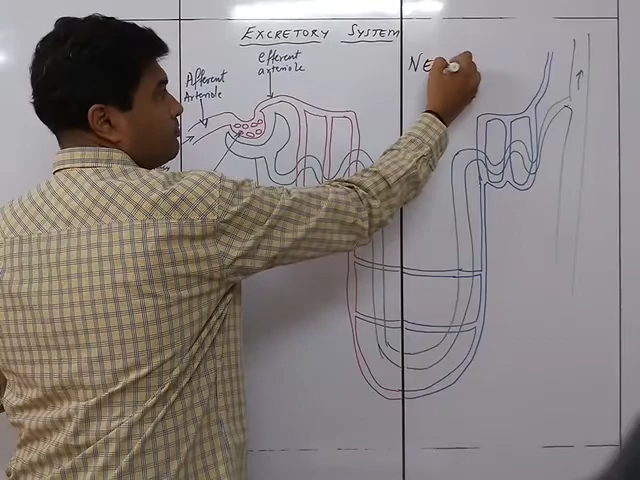 EXCRETORY SYSTEM
efferent
arteriole
Afferent
Arteriole
NE